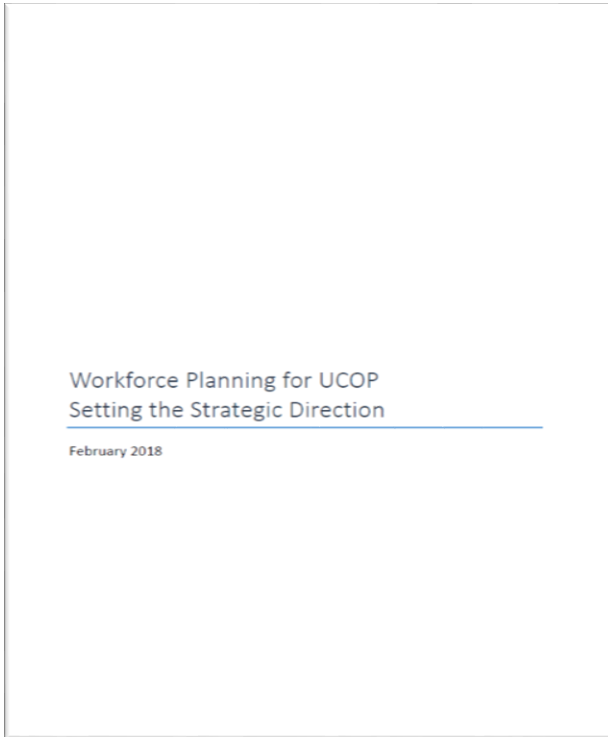 Workforce Planning for UCOP
Setting the Strategic Direction
February 2018